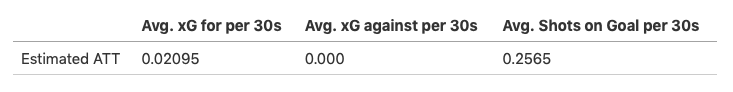 Avg. xG for per 30s Avg. xG against per 30s Avg. Shots on Goal per 30s
Estimated ATT 0.02095 0.000 0.2565